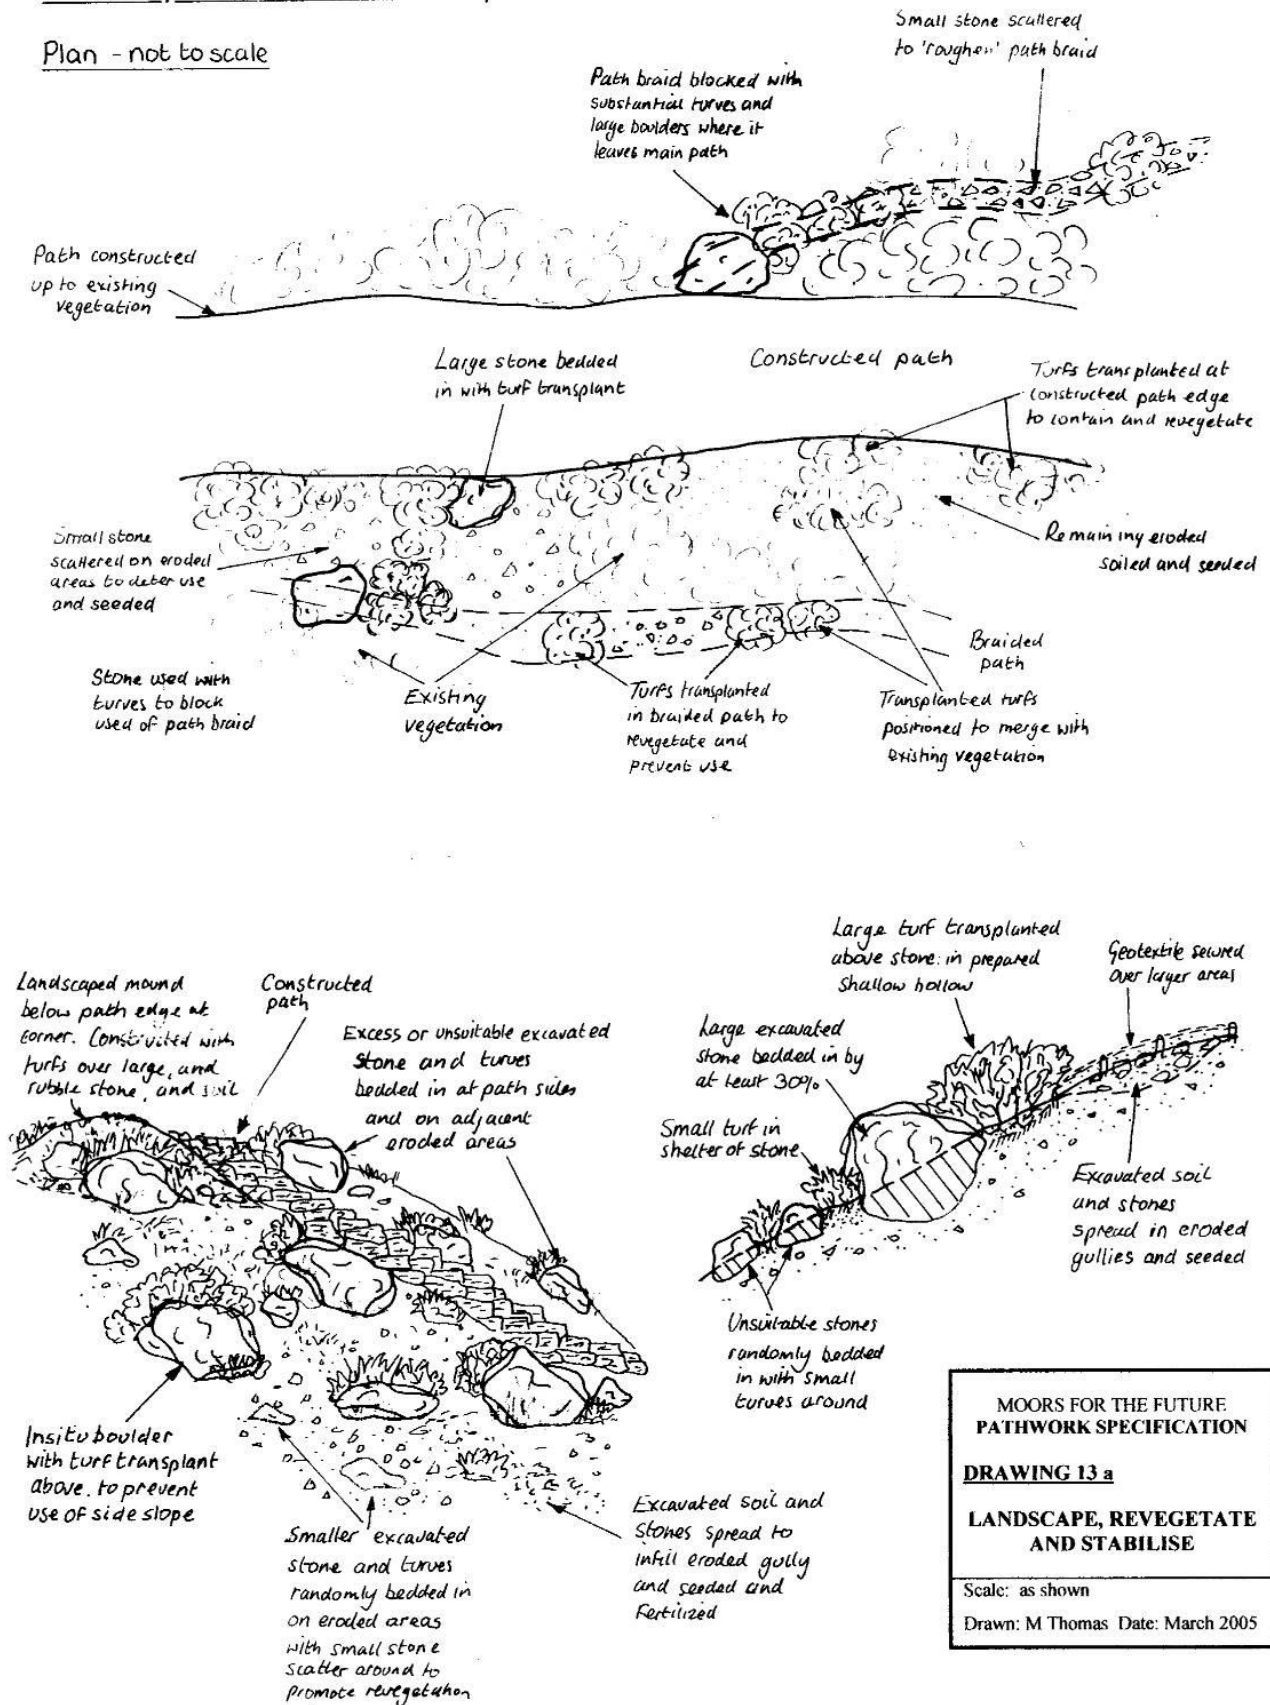 Plan - not to scale
Small stone scattered
to 'roughen' path braid
Path braid blocked with
substantial turves and
large boulders where it
leaves main path
Path constructed
up to existing
vegetation
Large stone bedded
in with turf transplant
Constructed path
Turfs transplanted at
constructed path edge
to contain and revegetate
Small stone
scattered on eroded
areas to deter use
and seeded
Remaining eroded
soiled and seeded
Stone used with
turves to block
used of path braid
Existing
vegetation
Turfs transplanted
in braided path to
revegetate and
prevent use
Braided
path
Transplanted turfs
positioned to merge with
existing vegetation
Landscaped mound
below path edge at
corner. Constructed with
turfs over large, and
rubble stone, and soil
Constructed
path
Excess or unsuitable excavated
stone and turves
bedded in at path sides
and on adjacent
eroded areas
Large turf transplanted
above stone: in prepared
shallow hollow
Geotextile secured
over larger areas
Large excavated
stone bedded in by
at least 30%
Small turf in
shelter of stone
Excavated soil
and stones
spread in eroded
gullies and seeded
Unsuitable stones
randomly bedded
in with small
turves around
Insitu boulder
with turf transplant
above. to prevent
use of side slope
Smaller excavated
stone and turves
randomly bedded in
on eroded areas
with small stone
scatter around to
promote revegetation
Excavated soil and
stones spread to
infill eroded gully
and seeded and
Fertilized
MOORS FOR THE FUTURE
PATHWORK SPECIFICATION
DRAWING 13 a
LANDSCAPE, REVEGETATE
AND STABILISE
Scale: as shown
Drawn: M Thomas Date: March 2005